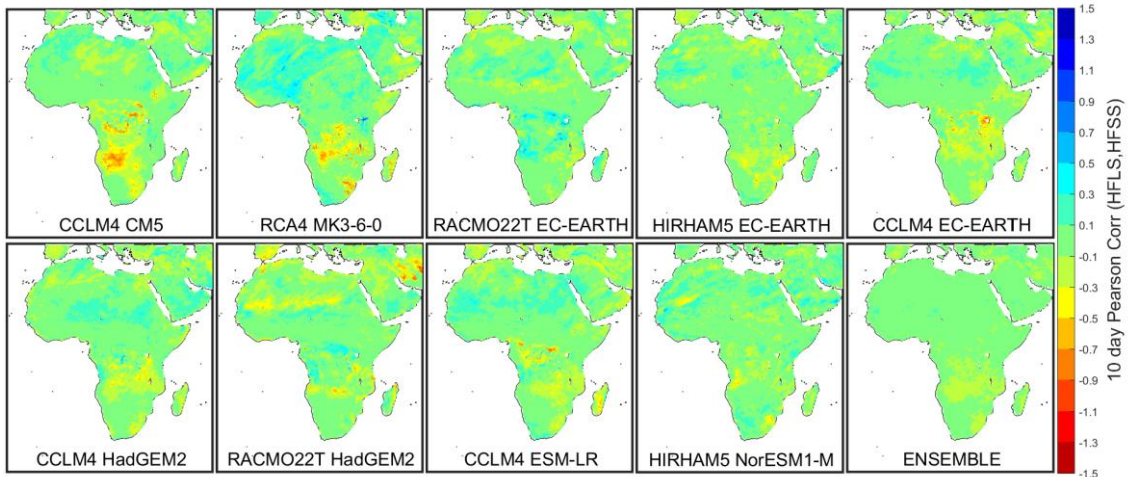 CCLM4 CM5
RCA4 MK3-6-0
RACMO22T EC-EARTH
HIRHAM5 EC-EARTH
CCLM4 EC-EARTH
CCLM4 HadGEM2
RACMO22T HadGEM2
CCLM4 ESM-LR
HIRHAM5 NorESM1-M
ENSEMBLE
1.5
1.3
1.1
0.9
0.7
0.5
0.3
0.1
-0.1
-0.3
-0.5
-0.7
-0.9
-1.1
-1.3
-1.5
10 day Pearson Corr (HFLS,HFSS)